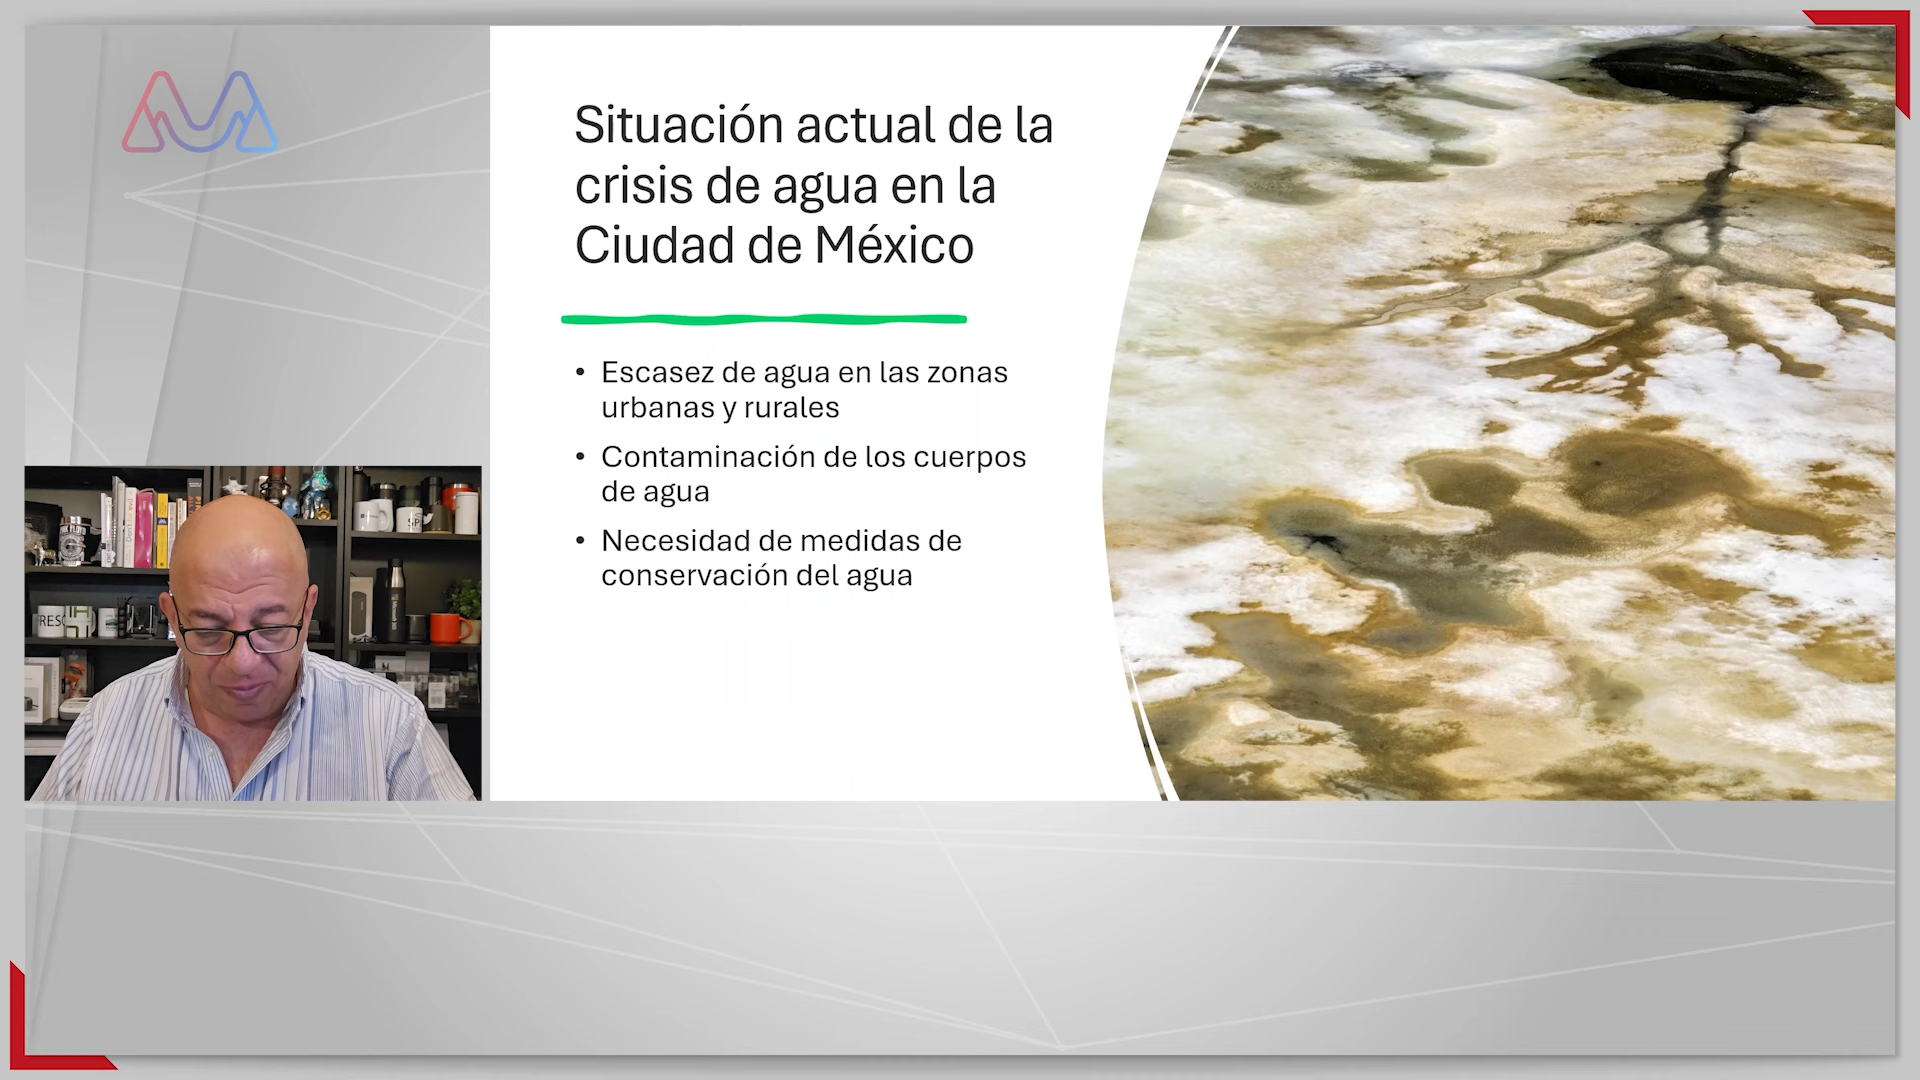 Situación actual de la
crisis de agua en la
Ciudad de México
• Escasez de agua en las zonas
urbanas y rurales
• Contaminación de los cuerpos
de agua
• Necesidad de medidas de
conservación del agua